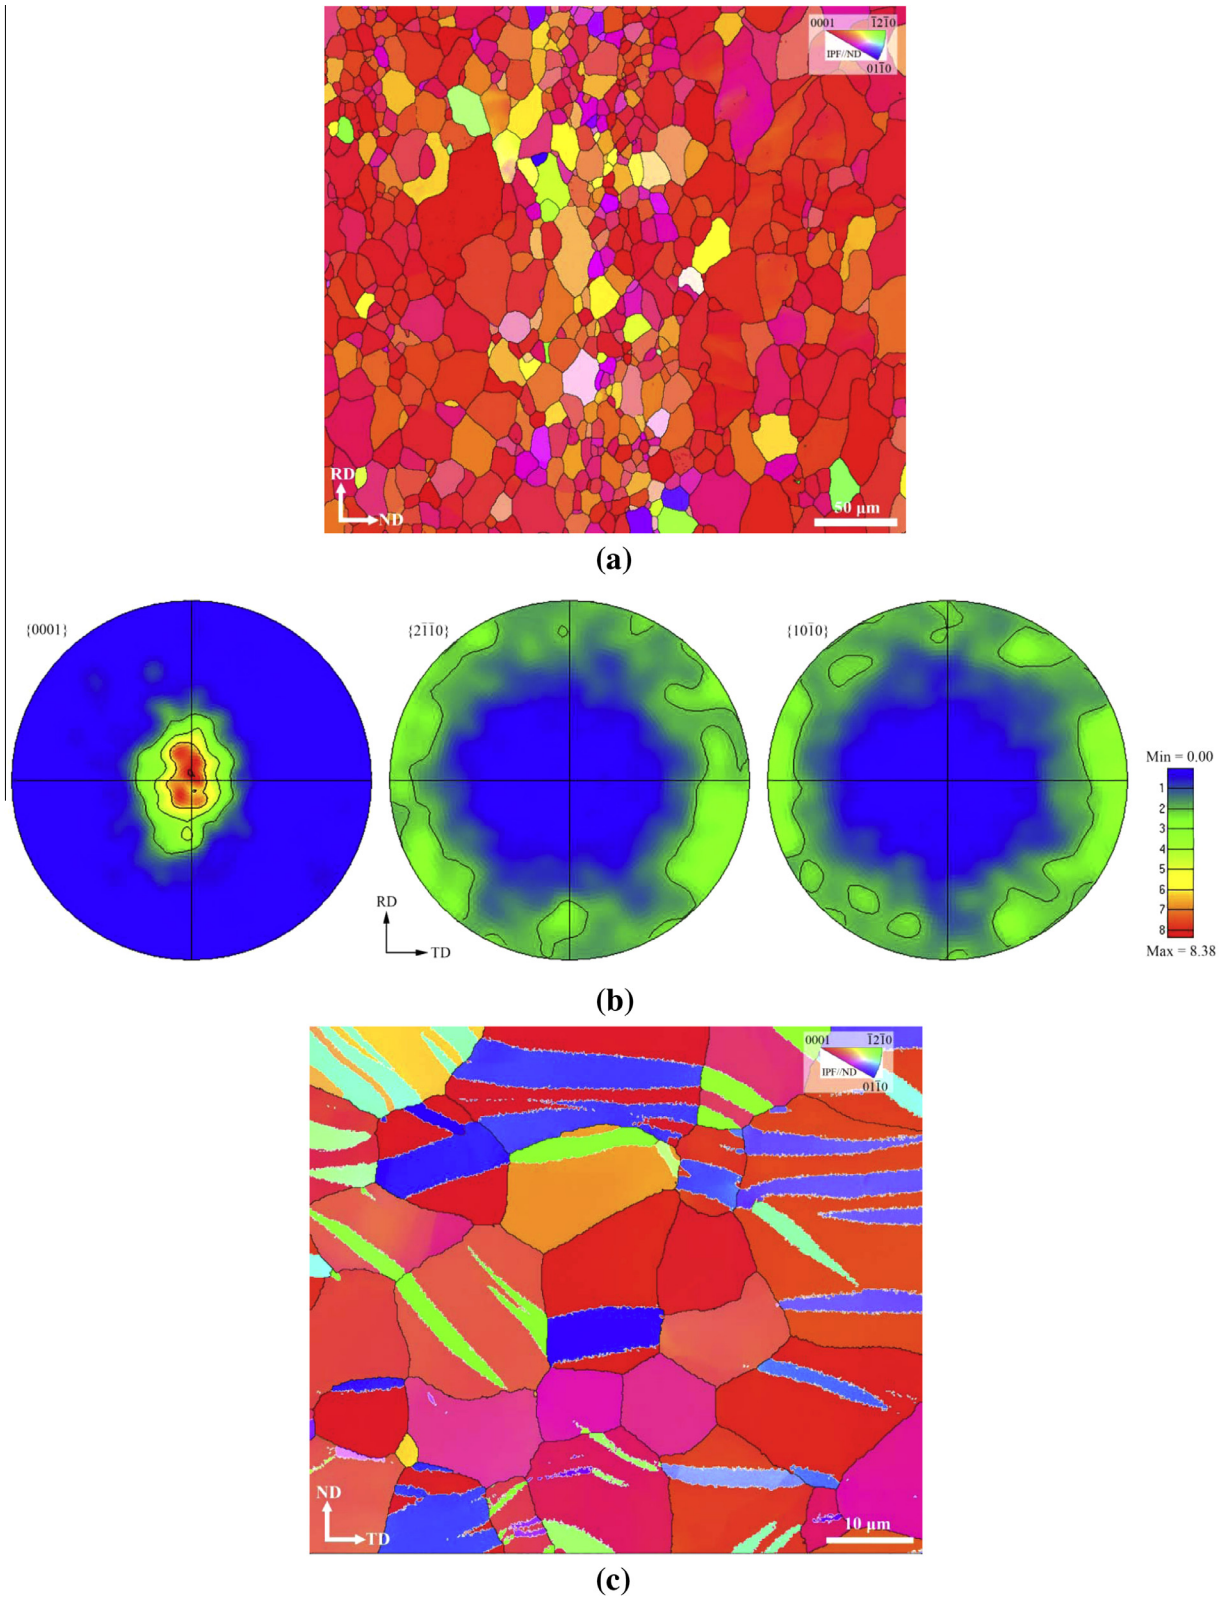 0001 1̅21̅0
IPF//ND
011̅0
RD
ND
50 μm
(a)
{0001}
{21̅1̅0}
{101̅0}
Min = 0.00
1
2
3
4
5
6
7
8
Max = 8.38
RD
TD
(b)
0001 1̅21̅0
IPF//ND
011̅0
ND
TD
10 μm
(c)